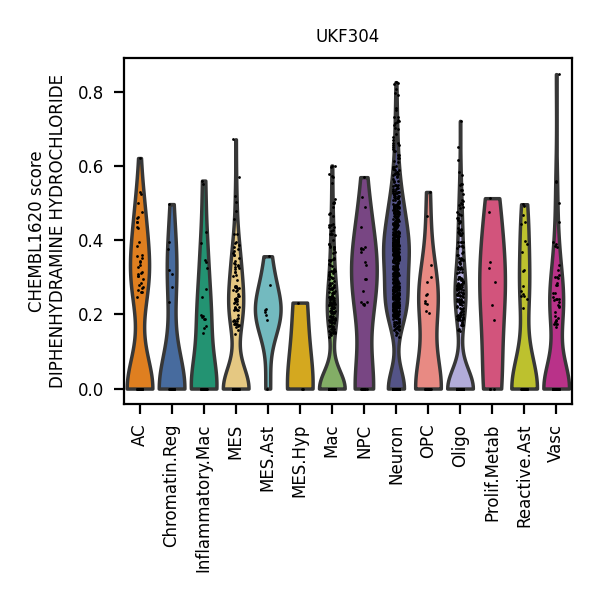 UKF304
CHEMBL1620 score
DIPHENHYDRAMINE HYDROCHLORIDE
0.8
0.6
0.4
0.2
0.0
AC
Chromatin.Reg
Inflammatory.Mac
MES
MES.Ast
MES.Hyp
Mac
NPC
Neuron
OPC
Oligo
Prolif.Metab
Reactive.Ast
Vasc